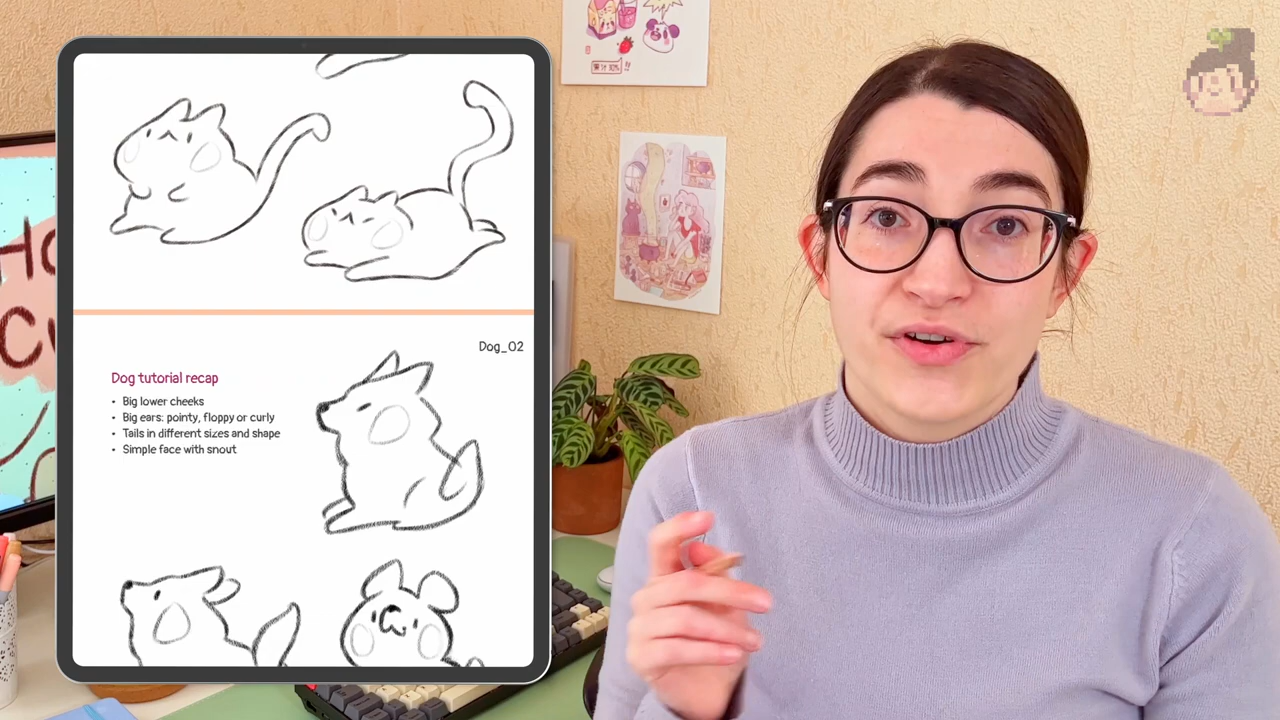 Dog_02
Dog tutorial recap
• Big lower cheeks
• Big ears: pointy, floppy or curly
• Tails in different sizes and shape
• Simple face with snout